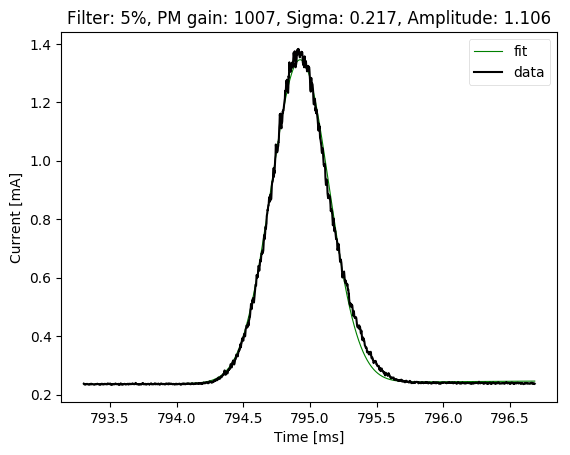 Filter: 5%, PM gain: 1007, Sigma: 0.217, Amplitude: 1.106
fit
data
1.4
1.2
1.0
0.8
0.6
0.4
0.2
Current [mA]
793.5 794.0 794.5 795.0 795.5 796.0 796.5
Time [ms]